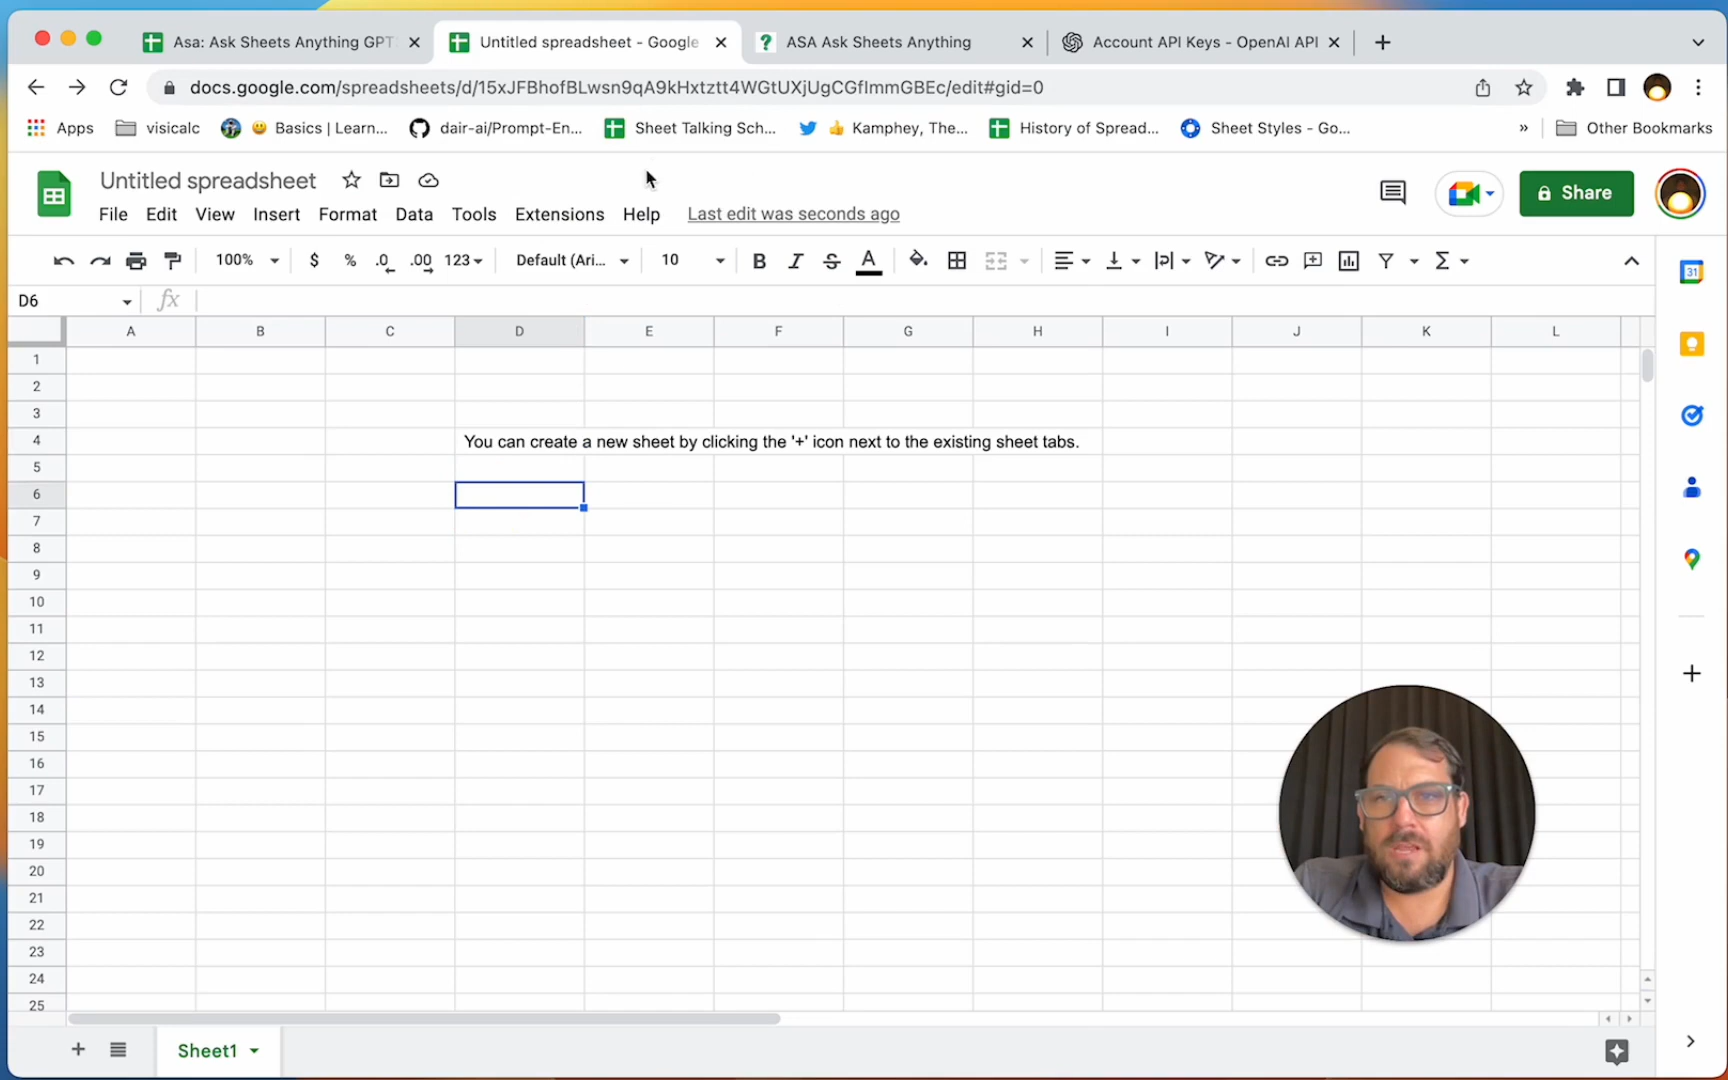 Asa: Ask Sheets Anything GPT
Untitled spreadsheet - Google
ASA Ask Sheets Anything
Account API Keys - OpenAI API
docs.google.com/spreadsheets/d/15xJFBhofBLwsn9qA9kHxtztt4WGtUXjUgCGfImmGBEc/edit#gid=0
Apps
visicalc
Basics | Learn...
dair-ai/Prompt-En...
Sheet Talking Sch...
Kamphey, The...
History of Spread...
Sheet Styles - Go...
»
Other Bookmarks
Untitled spreadsheet
File Edit View Insert Format Data Tools Extensions Help Last edit was seconds ago
Share
100% $ % .0 .00 123 Default (Ari... 10 B I S A Σ
31
D6 fx
A B C D E F G H I J K L
1
2
3
4 You can create a new sheet by clicking the '+' icon next to the existing sheet tabs.
5
6
7
8
9
10
11
12
13
14
15
16
17
18
19
20
21
22
23
24
25
Sheet1